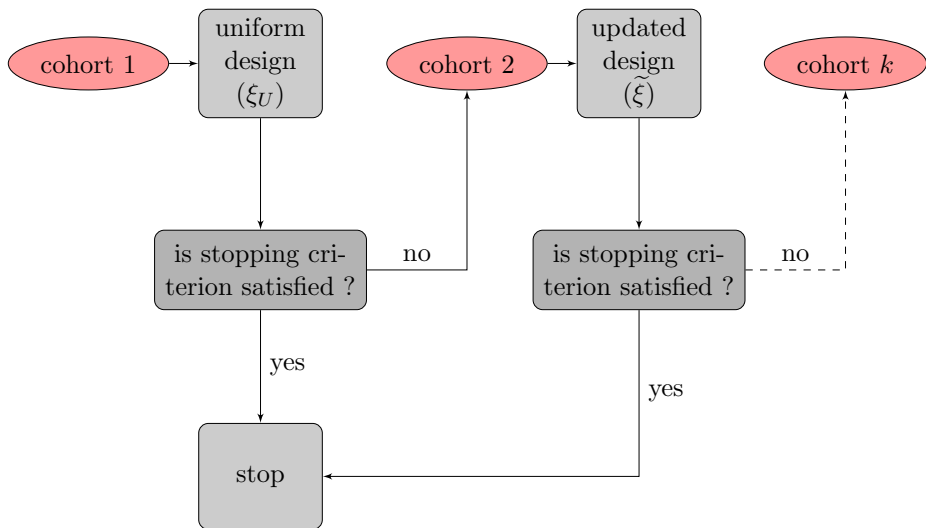 cohort 1
uniform
design
(ξ_U)
cohort 2
updated
design
(ξ̃)
cohort k
is stopping cri-
terion satisfied ?
no
is stopping cri-
terion satisfied ?
no
yes
yes
stop